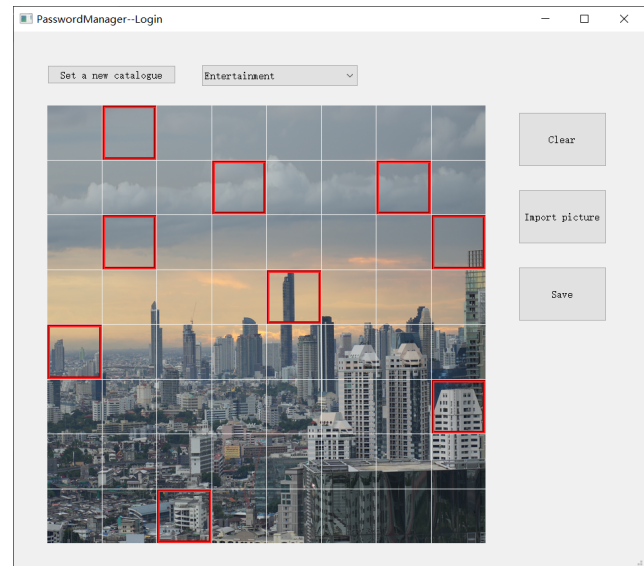 PasswordManager--Login
Set a new catalogue
Entertainment
Clear
Import picture
Save